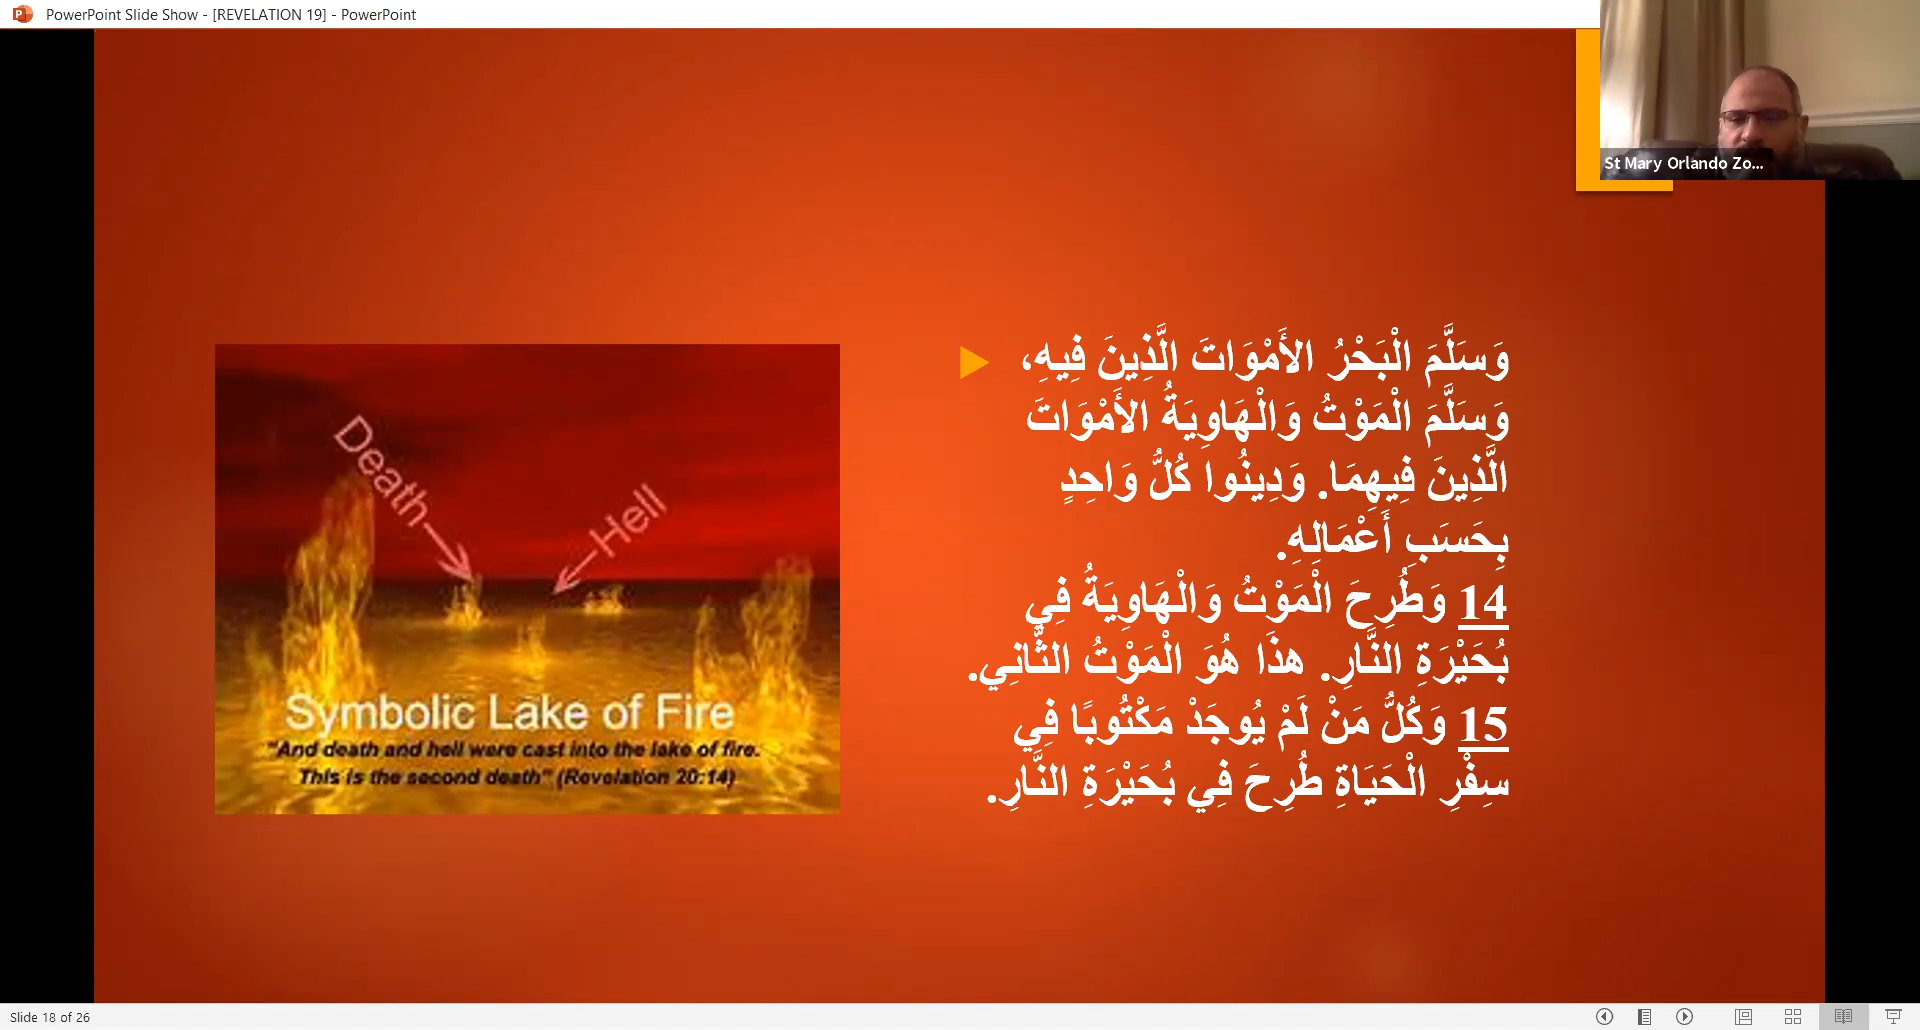 PowerPoint Slide Show - [REVELATION 19] - PowerPoint
St Mary Orlando Zo...
Death
Hell
Symbolic Lake of Fire
"And death and hell were cast into the lake of fire.
This is the second death" (Revelation 20:14)
وَسَلَّمَ الْبَحْرُ الأَمْوَاتَ الَّذِينَ فِيهِ،
وَسَلَّمَ الْمَوْتُ وَالْهَاوِيَةُ الأَمْوَاتَ
الَّذِينَ فِيهِمَا. وَدِينُوا كُلُّ وَاحِدٍ
بِحَسَبِ أَعْمَالِهِ.
14 وَطُرِحَ الْمَوْتُ وَالْهَاوِيَةُ فِي
بُحَيْرَةِ النَّارِ. هذَا هُوَ الْمَوْتُ الثَّانِي.
15 وَكُلُّ مَنْ لَمْ يُوجَدْ مَكْتُوبًا فِي
سِفْرِ الْحَيَاةِ طُرِحَ فِي بُحَيْرَةِ النَّارِ.
Slide 18 of 26